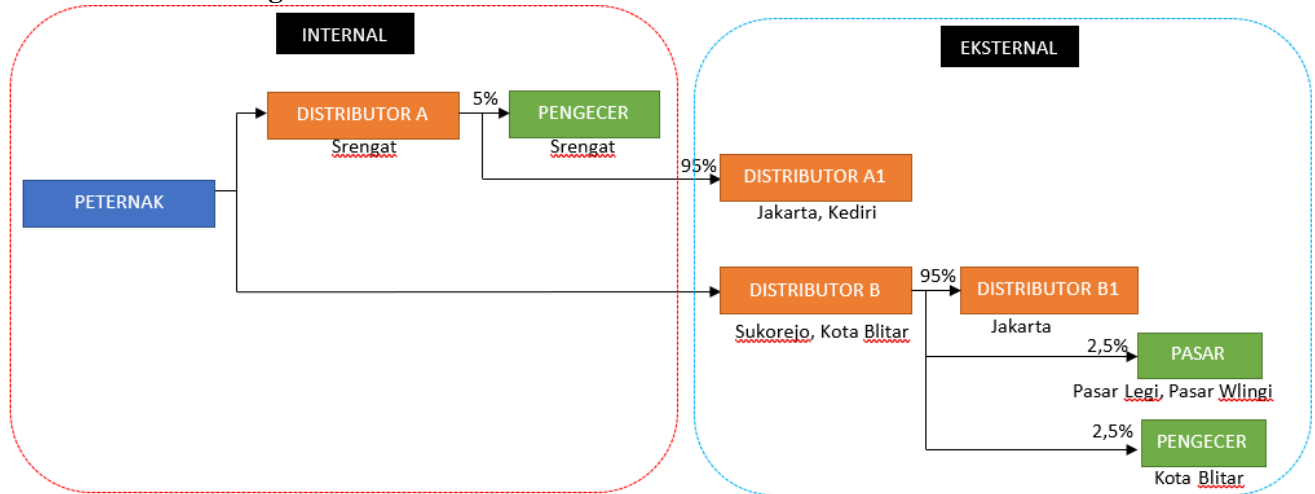 INTERNAL
EKSTERNAL
DISTRIBUTOR A
5%
PENGECER
Srengat
Srengat
95%
DISTRIBUTOR A1
Jakarta, Kediri
PETERNAK
DISTRIBUTOR B
95%
DISTRIBUTOR B1
Sukorejo, Kota Blitar
Jakarta
2,5%
PASAR
Pasar Legi, Pasar Wlingi
2,5%
PENGECER
Kota Blitar